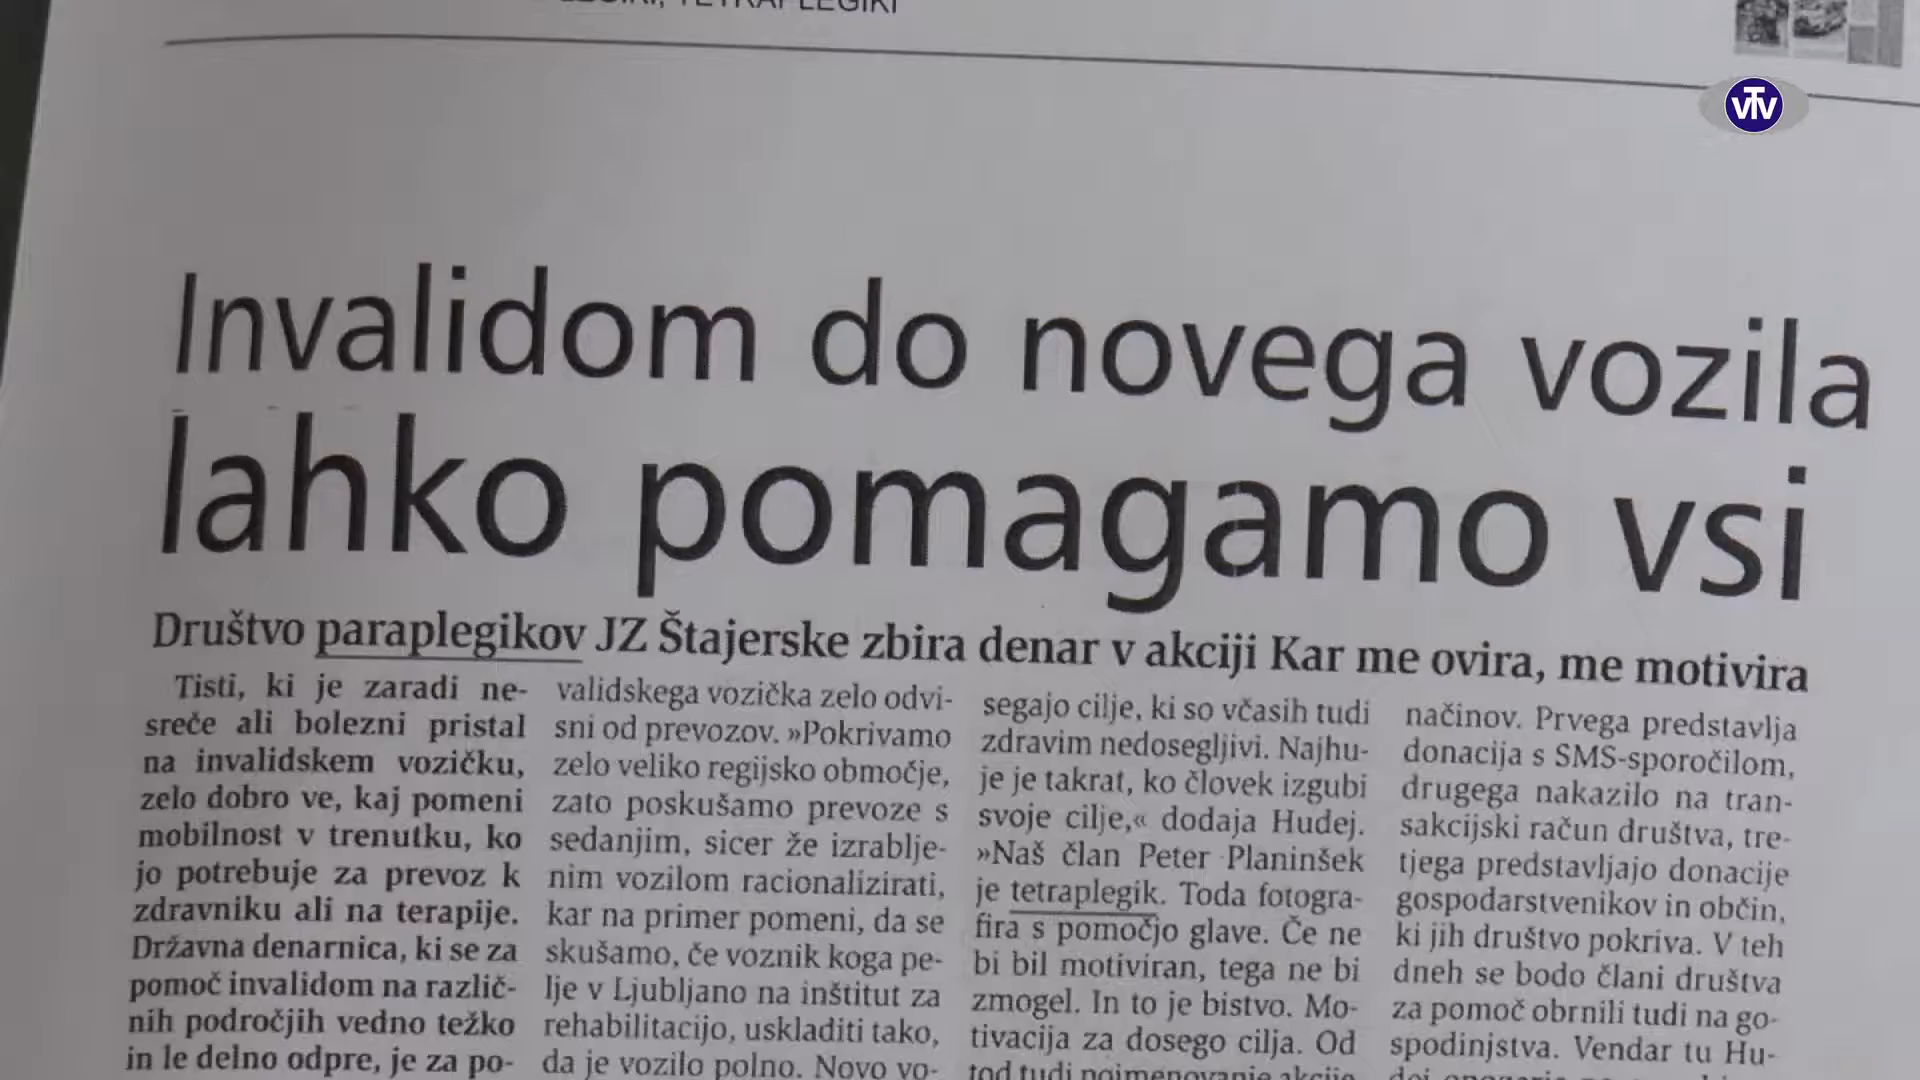 TETRAPLEGIKI
VTV
Invalidom do novega vozila
lahko pomagamo vsi
Društvo paraplegikov JZ Štajerske zbira denar v akciji Kar me ovira, me motivira
Tisti, ki je zaradi ne-
sreče ali bolezni pristal
na invalidskem vozičku,
zelo dobro ve, kaj pomeni
mobilnost v trenutku, ko
jo potrebuje za prevoz k
zdravniku ali na terapije.
Državna denarnica, ki se za
pomoč invalidom na različ-
nih področjih vedno težko
in le delno odpre, je za po-
validskega vozička zelo odvi-
sni od prevozov. »Pokrivamo
zelo veliko regijsko območje,
zato poskušamo prevoze s
sedanjim, sicer že izrablje-
nim vozilom racionalizirati,
kar na primer pomeni, da se
skušamo, če voznik koga pe-
lje v Ljubljano na inštitut za
rehabilitacijo, uskladiti tako,
da je vozilo polno. Novo vo-
segajo cilje, ki so včasih tudi
zdravim nedosegljivi. Najhu-
je je takrat, ko človek izgubi
svoje cilje,« dodaja Hudej.
»Naš član Peter Planinšek
je tetraplegik. Toda fotogra-
fira s pomočjo glave. Če ne
bi bil motiviran, tega ne bi
zmogel. In to je bistvo. Mo-
tivacija za dosego cilja. Od
tod tudi poimenovanje akcije
načinov. Prvega predstavlja
donacija s SMS-sporočilom,
drugega nakazilo na tran-
sakcijski račun društva, tre-
tjega predstavljajo donacije
gospodarstvenikov in občin,
ki jih društvo pokriva. V teh
dneh se bodo člani društva
za pomoč obrnili tudi na go-
spodinjstva. Vendar tu Hu-